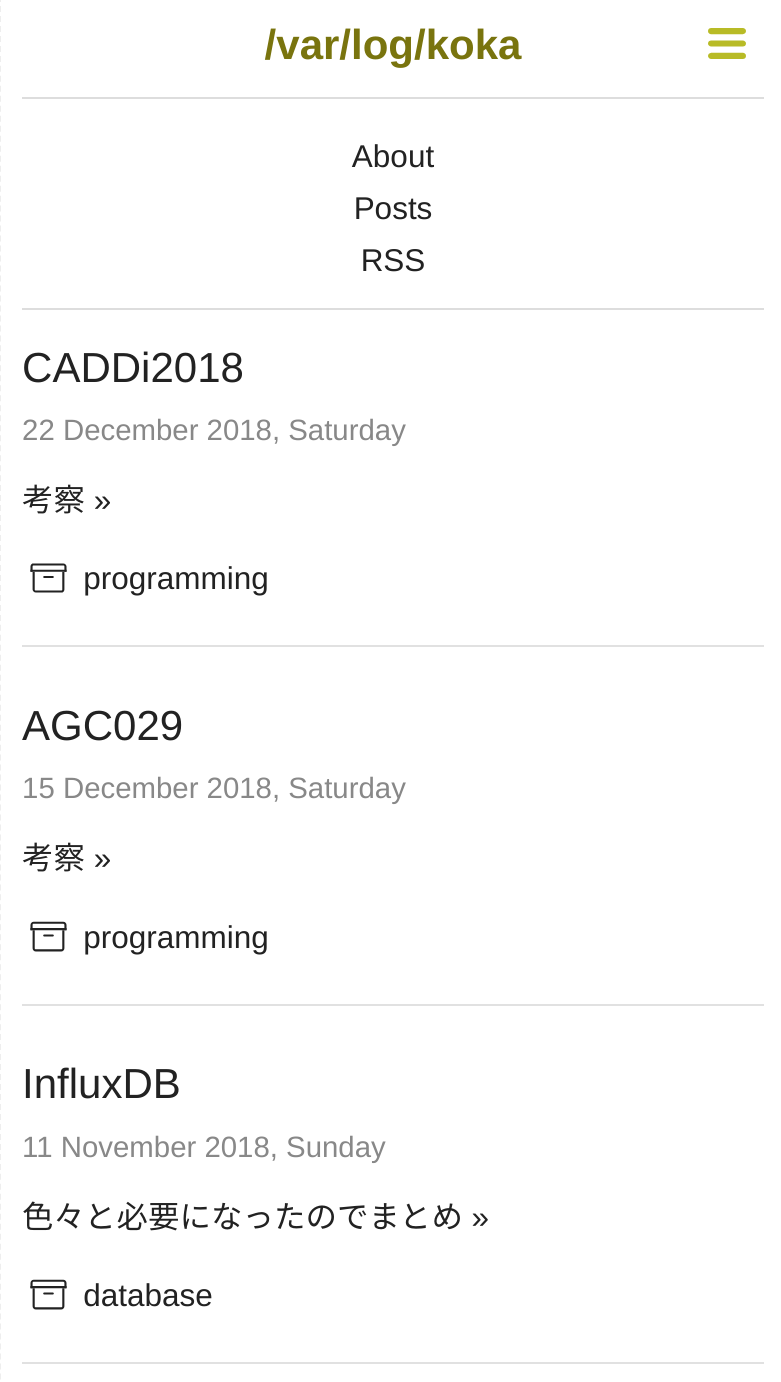 /var/log/koka
About
Posts
RSS
CADDi2018
22 December 2018, Saturday
考察 »
programming
AGC029
15 December 2018, Saturday
考察 »
programming
InfluxDB
11 November 2018, Sunday
色々と必要になったのでまとめ »
database